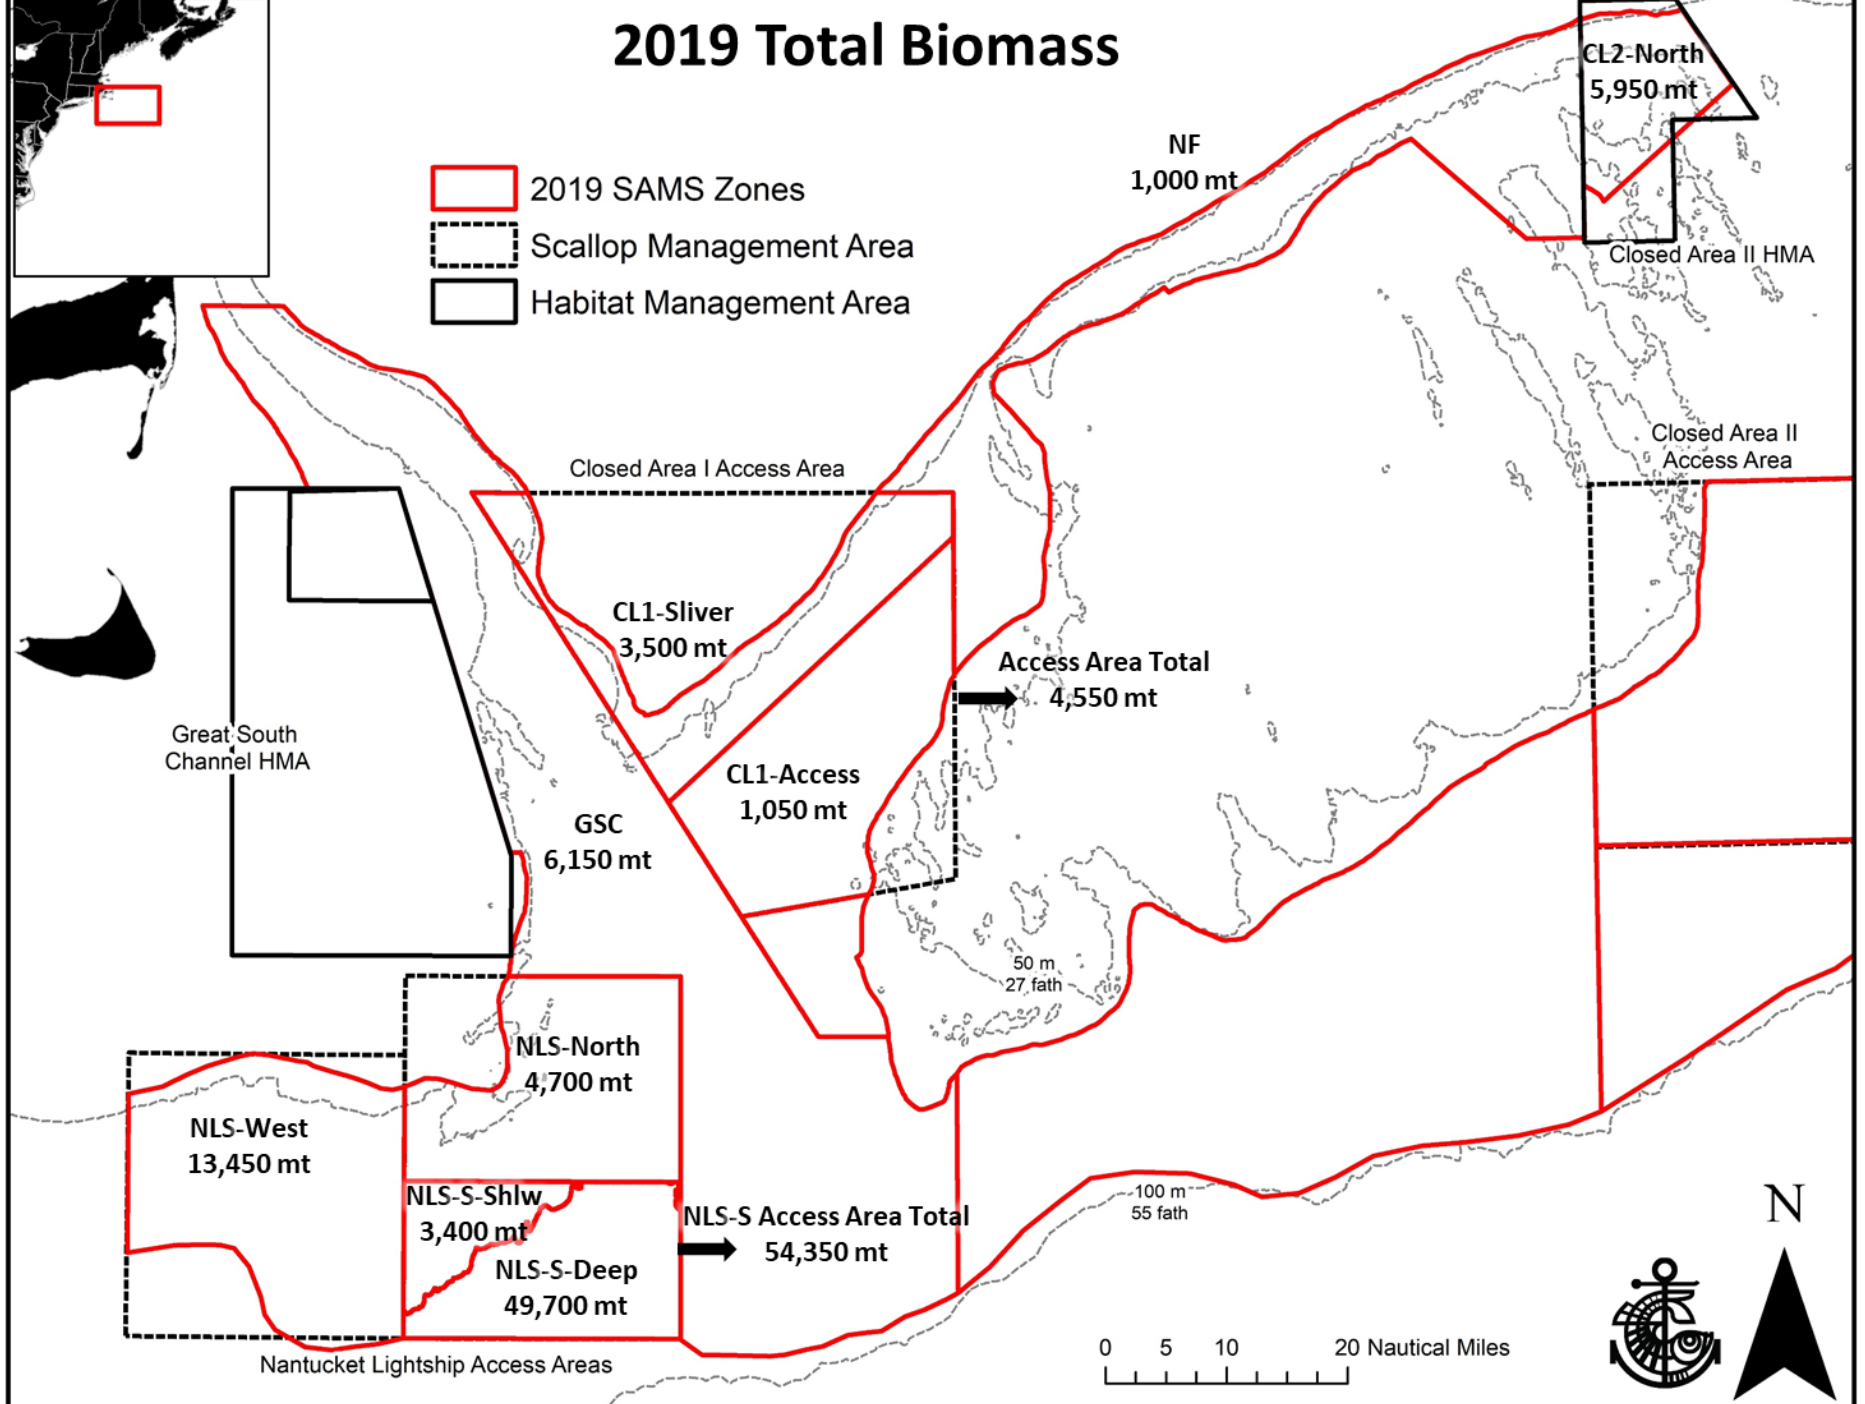 2019 Total Biomass
CL2-North
5,950 mt
NF
1,000 mt
2019 SAMS Zones
Scallop Management Area
Habitat Management Area
Closed Area II HMA
Closed Area II
Access Area
Closed Area I Access Area
CL1-Sliver
3,500 mt
Access Area Total
4,550 mt
Great South
Channel HMA
CL1-Access
1,050 mt
GSC
6,150 mt
50 m
27 fath
NLS-North
4,700 mt
NLS-West
13,450 mt
NLS-S-Shlw
3,400 mt
NLS-S Access Area Total
54,350 mt
100 m
55 fath
N
NLS-S-Deep
49,700 mt
0 5 10 20 Nautical Miles
Nantucket Lightship Access Areas